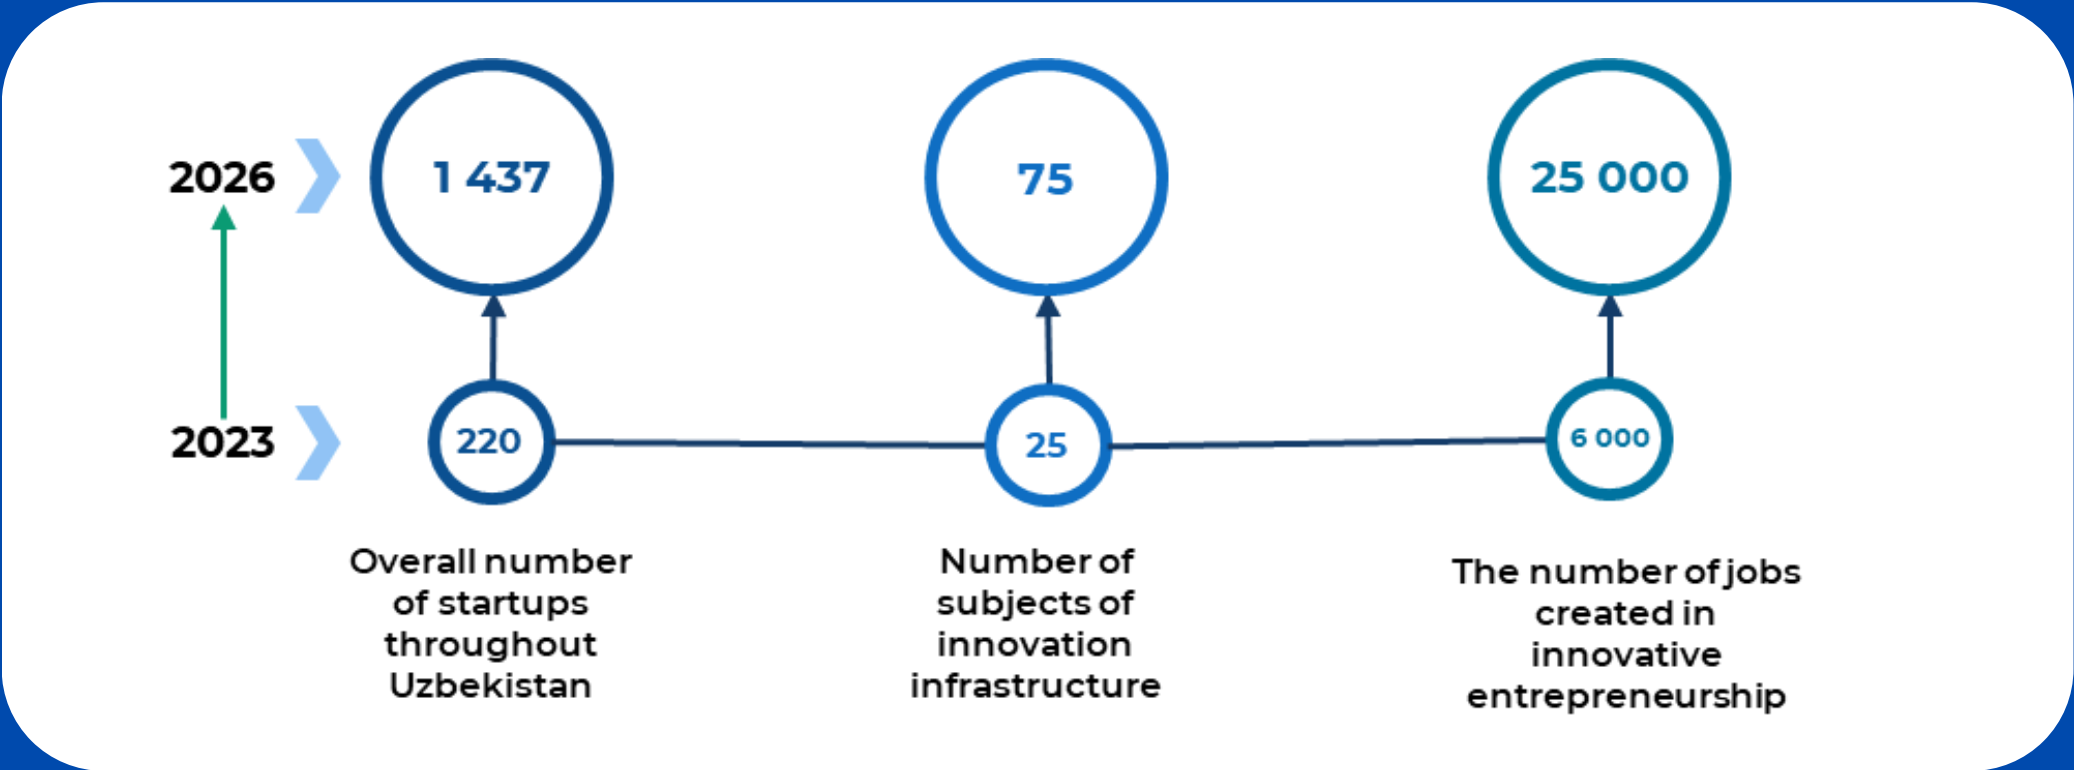 2026
1 437
75
25 000
2023
220
25
6 000
Overall number
of startups
throughout
Uzbekistan
Number of
subjects of
innovation
infrastructure
The number of jobs
created in
innovative
entrepreneurship